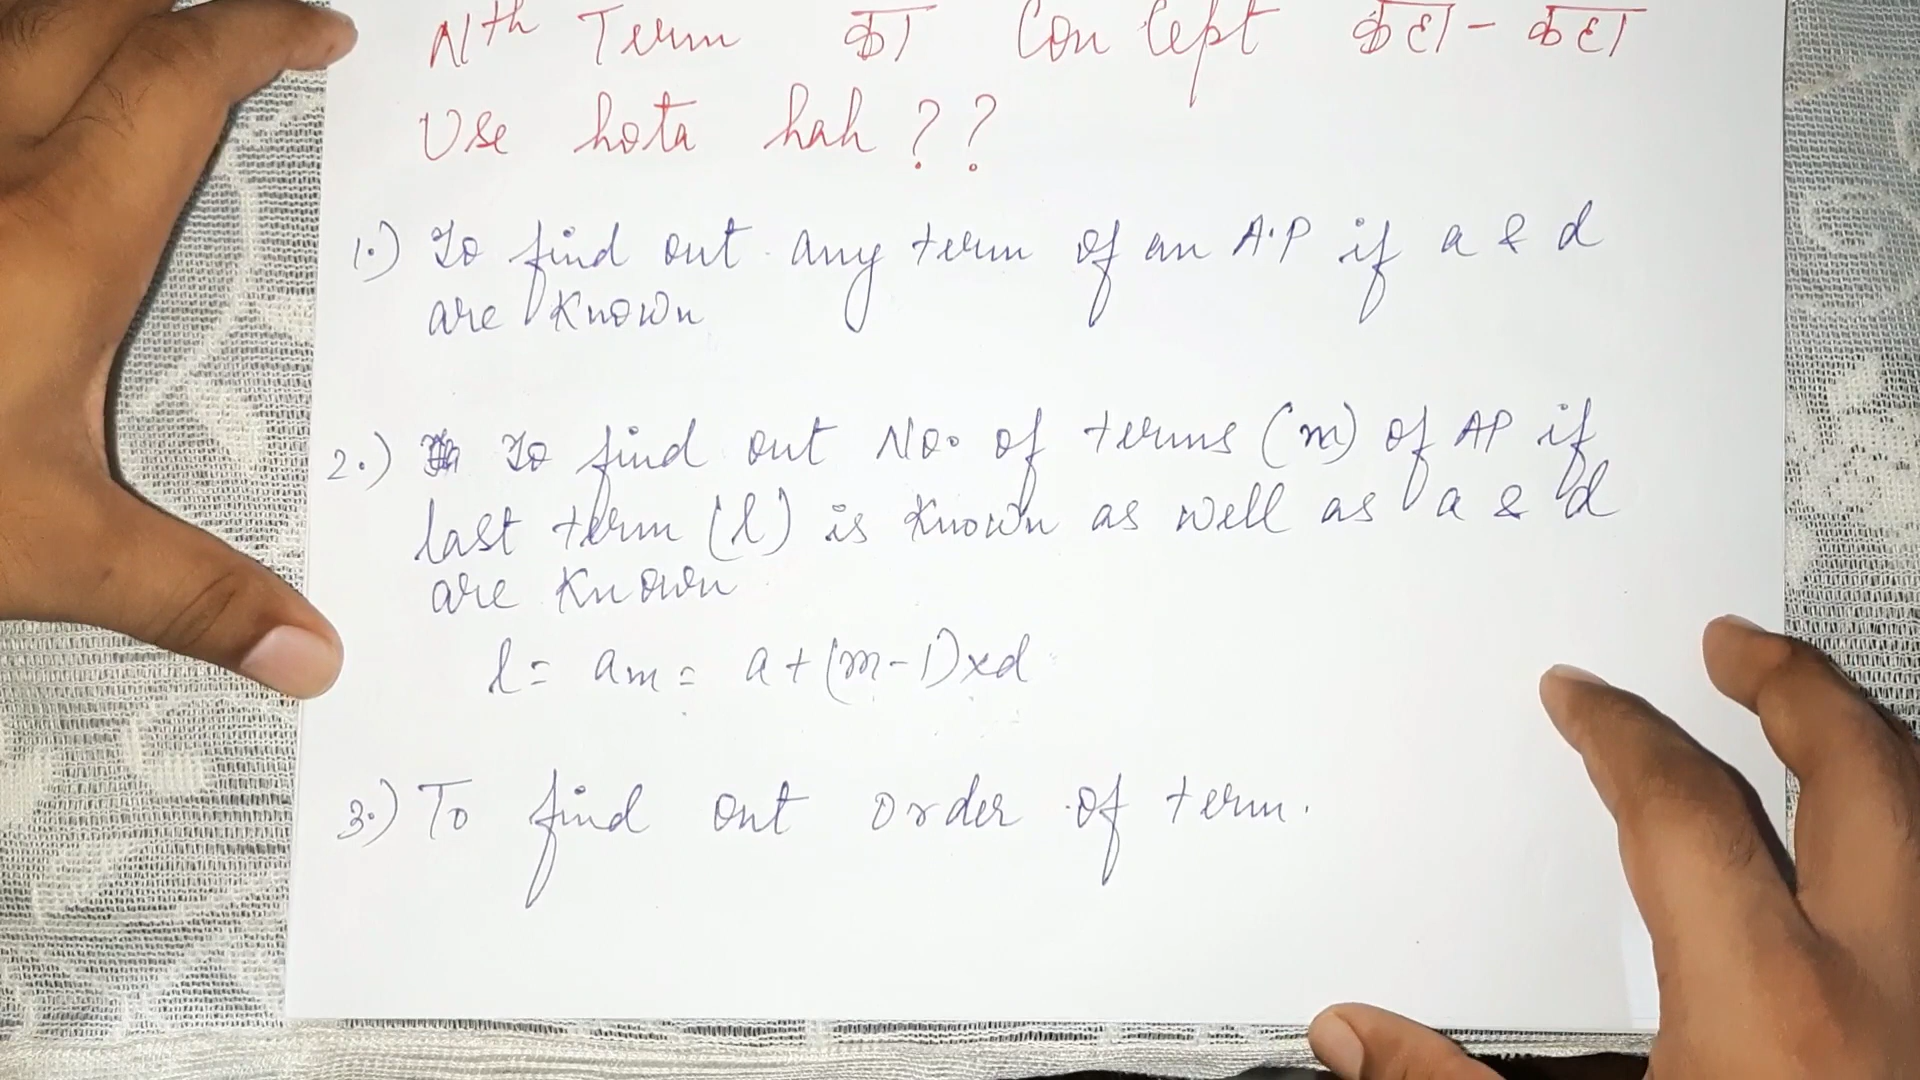 Nth Term का Concept कहा - कहा
Use hota hah ??
1.) To find out any term of an A.P if a & d
are known
2.) To find out No. of terms (m) of AP if
last term (l) is known as well as a & d
are known
l = am = a + (m-1)xd
3.) To find out order of term.